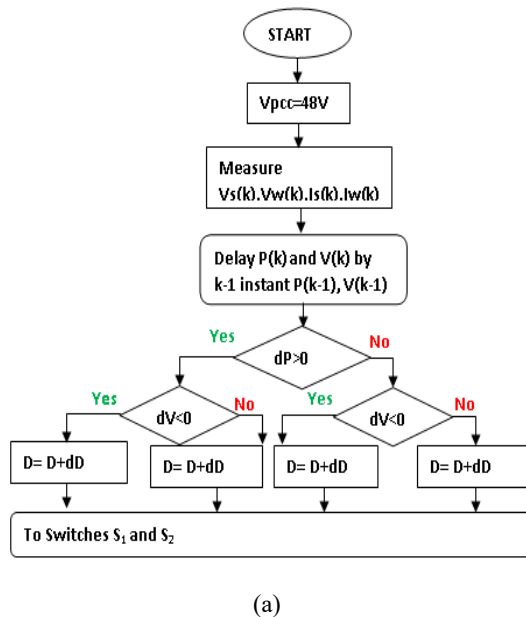 START
Vpcc=48V
Measure
Vs(k),Vw(k),Is(k),Iw(k)
Delay P(k) and V(k) by
k-1 instant P(k-1), V(k-1)
Yes
dP>0
No
Yes
dV<0
No
Yes
dV<0
No
D= D+dD
D= D+dD
D= D+dD
D= D+dD
To Switches S₁ and S₂
(a)